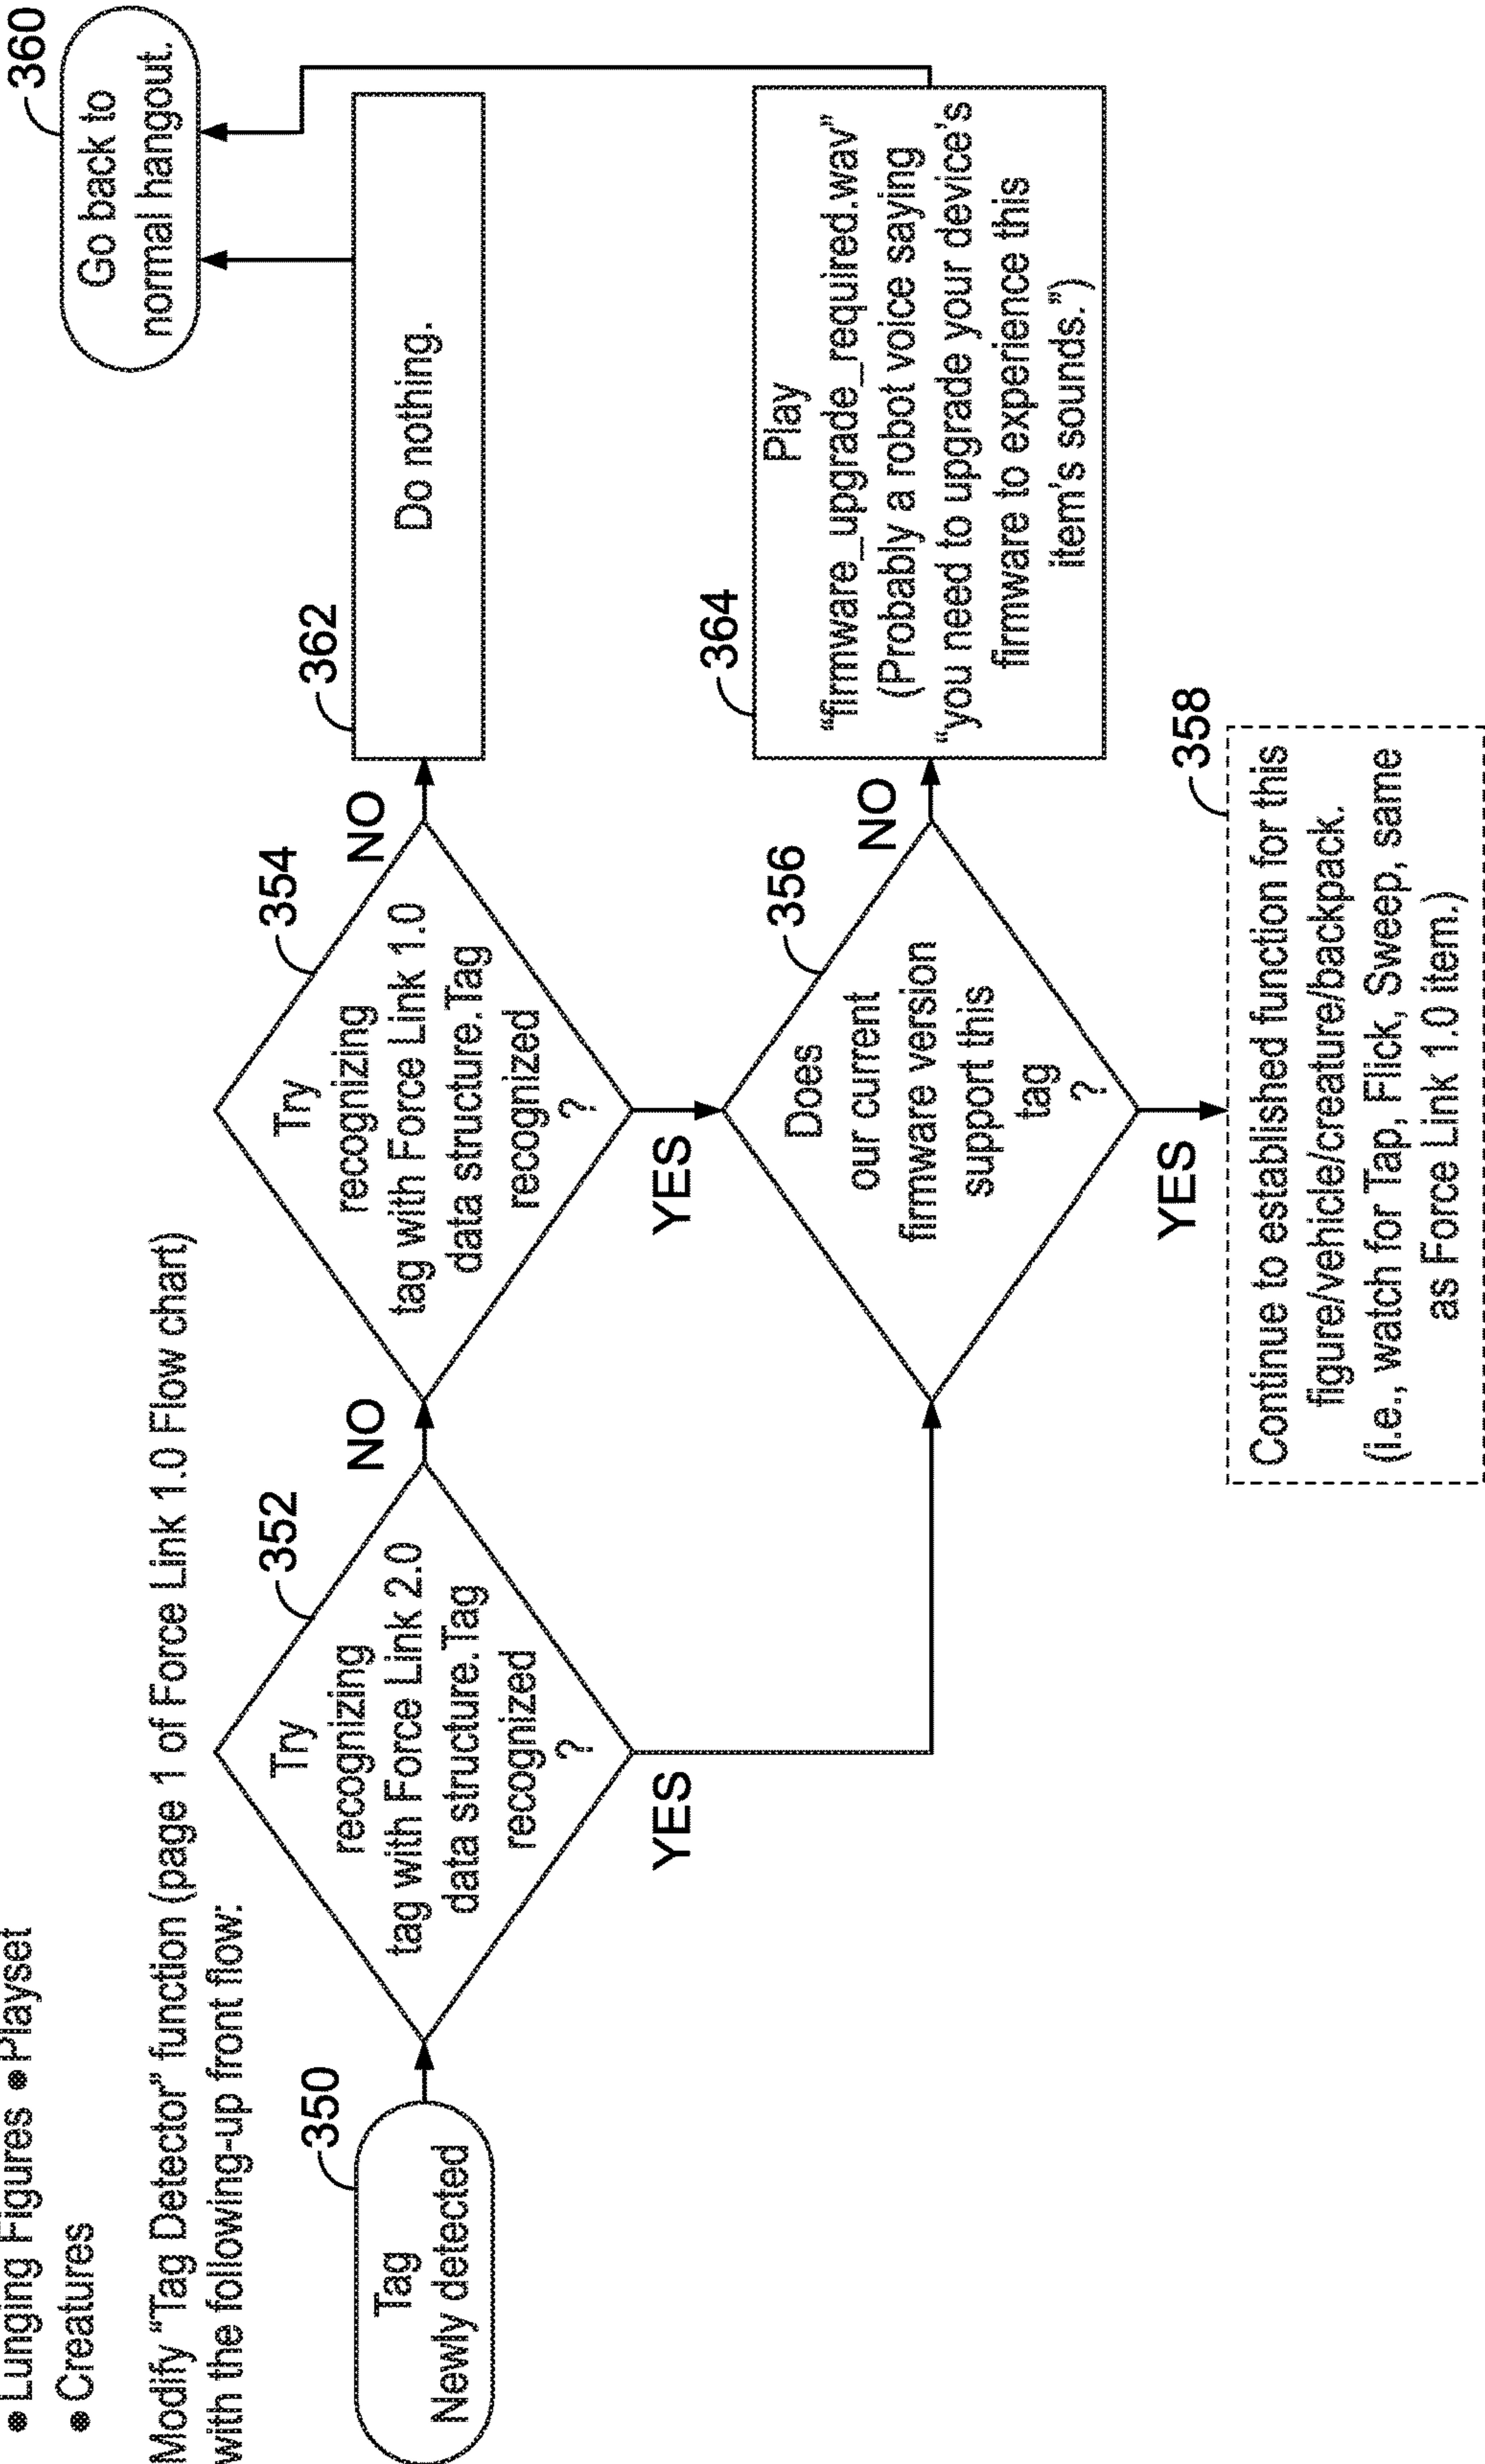 ● Lunging Figures ● Playset
● Creatures
Modify “Tag Detector” function (page 1 of Force Link 1.0 Flow chart)
with the following-up front flow:
350
Tag
Newly detected
352
Try
recognizing
tag with Force Link 2.0
data structure.Tag
recognized
?
NO
YES
354
Try
recognizing
tag with Force Link 1.0
data structure.Tag
recognized
?
NO
YES
362
Do nothing.
360
Go back to
normal hangout.
356
Does
our current
firmware version
support this
tag
?
NO
YES
364
Play
“firmware_upgrade_required.wav”
(Probably a robot voice saying
“you need to upgrade your device’s
firmware to experience this
item’s sounds.”)
358
Continue to established function for this
figure/vehicle/creature/backpack.
(i.e., watch for Tap, Flick, Sweep, same
as Force Link 1.0 item.)